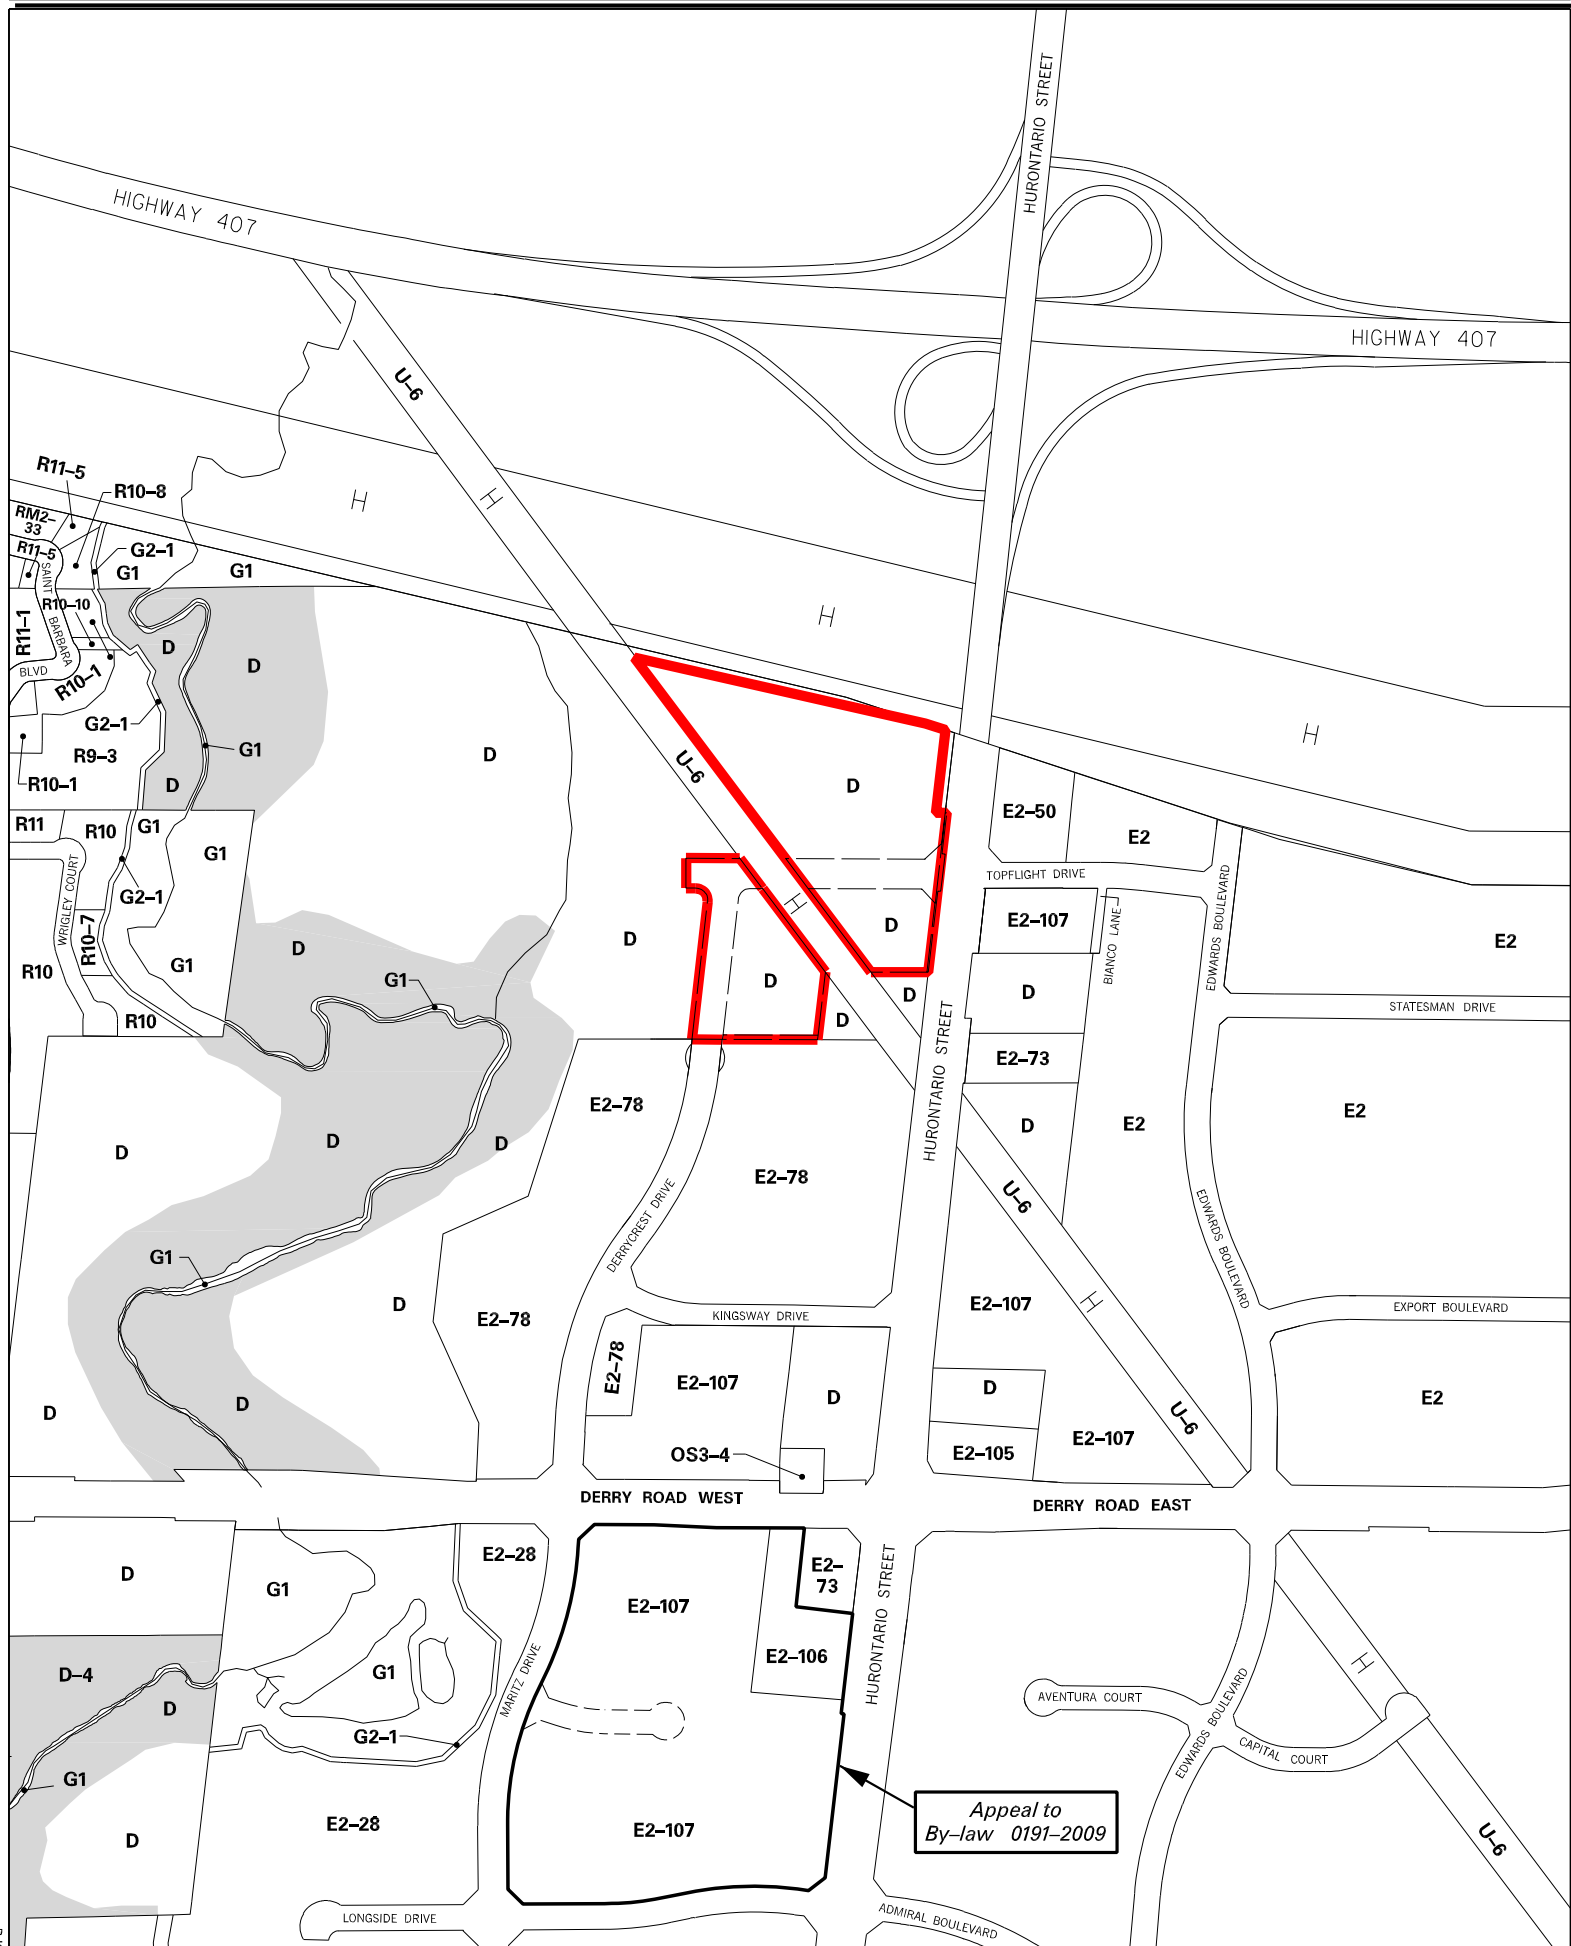 HURONTARIO STREET
HIGHWAY 407
HIGHWAY 407
U–6
R11–5
R10–8
H
H
RM2–
33
G2–1
R11–5
G1
G1
SAINT
R10–10
H
R11–1
BARBARA
D
D
BLVD
R10–1
G2–1
H
G1
D
R9–3
U–6
R10–1
D
D
E2–50
R11
R10
G1
E2
G1
TOPFLIGHT DRIVE
G2–1
WRIGLEY COURT
H
EDWARDS BOULEVARD
R10–7
E2–107
D
BIANCO LANE
D
D
E2
G1
R10
G1
D
D
D
STATESMAN DRIVE
R10
D
HURONTARIO STREET
E2–73
E2–78
E2
D
E2
D
D
D
E2–78
U–6
DERRYCREST DRIVE
EDWARDS BOULEVARD
G1
D
E2–107
H
EXPORT BOULEVARD
E2–78
KINGSWAY DRIVE
E2–78
E2–107
D
D
E2
D
D
U–6
E2–107
OS3–4
E2–105
DERRY ROAD WEST
DERRY ROAD EAST
E2–28
D
G1
E2–
73
E2–107
HURONTARIO STREET
E2–106
H
D–4
G1
MARITZ DRIVE
AVENTURA COURT
D
EDWARDS BOULEVARD
G2–1
CAPITAL COURT
G1
Appeal to
By–law 0191–2009
E2–28
E2–107
D
U–6
LONGSIDE DRIVE
ADMIRAL BOULEVARD